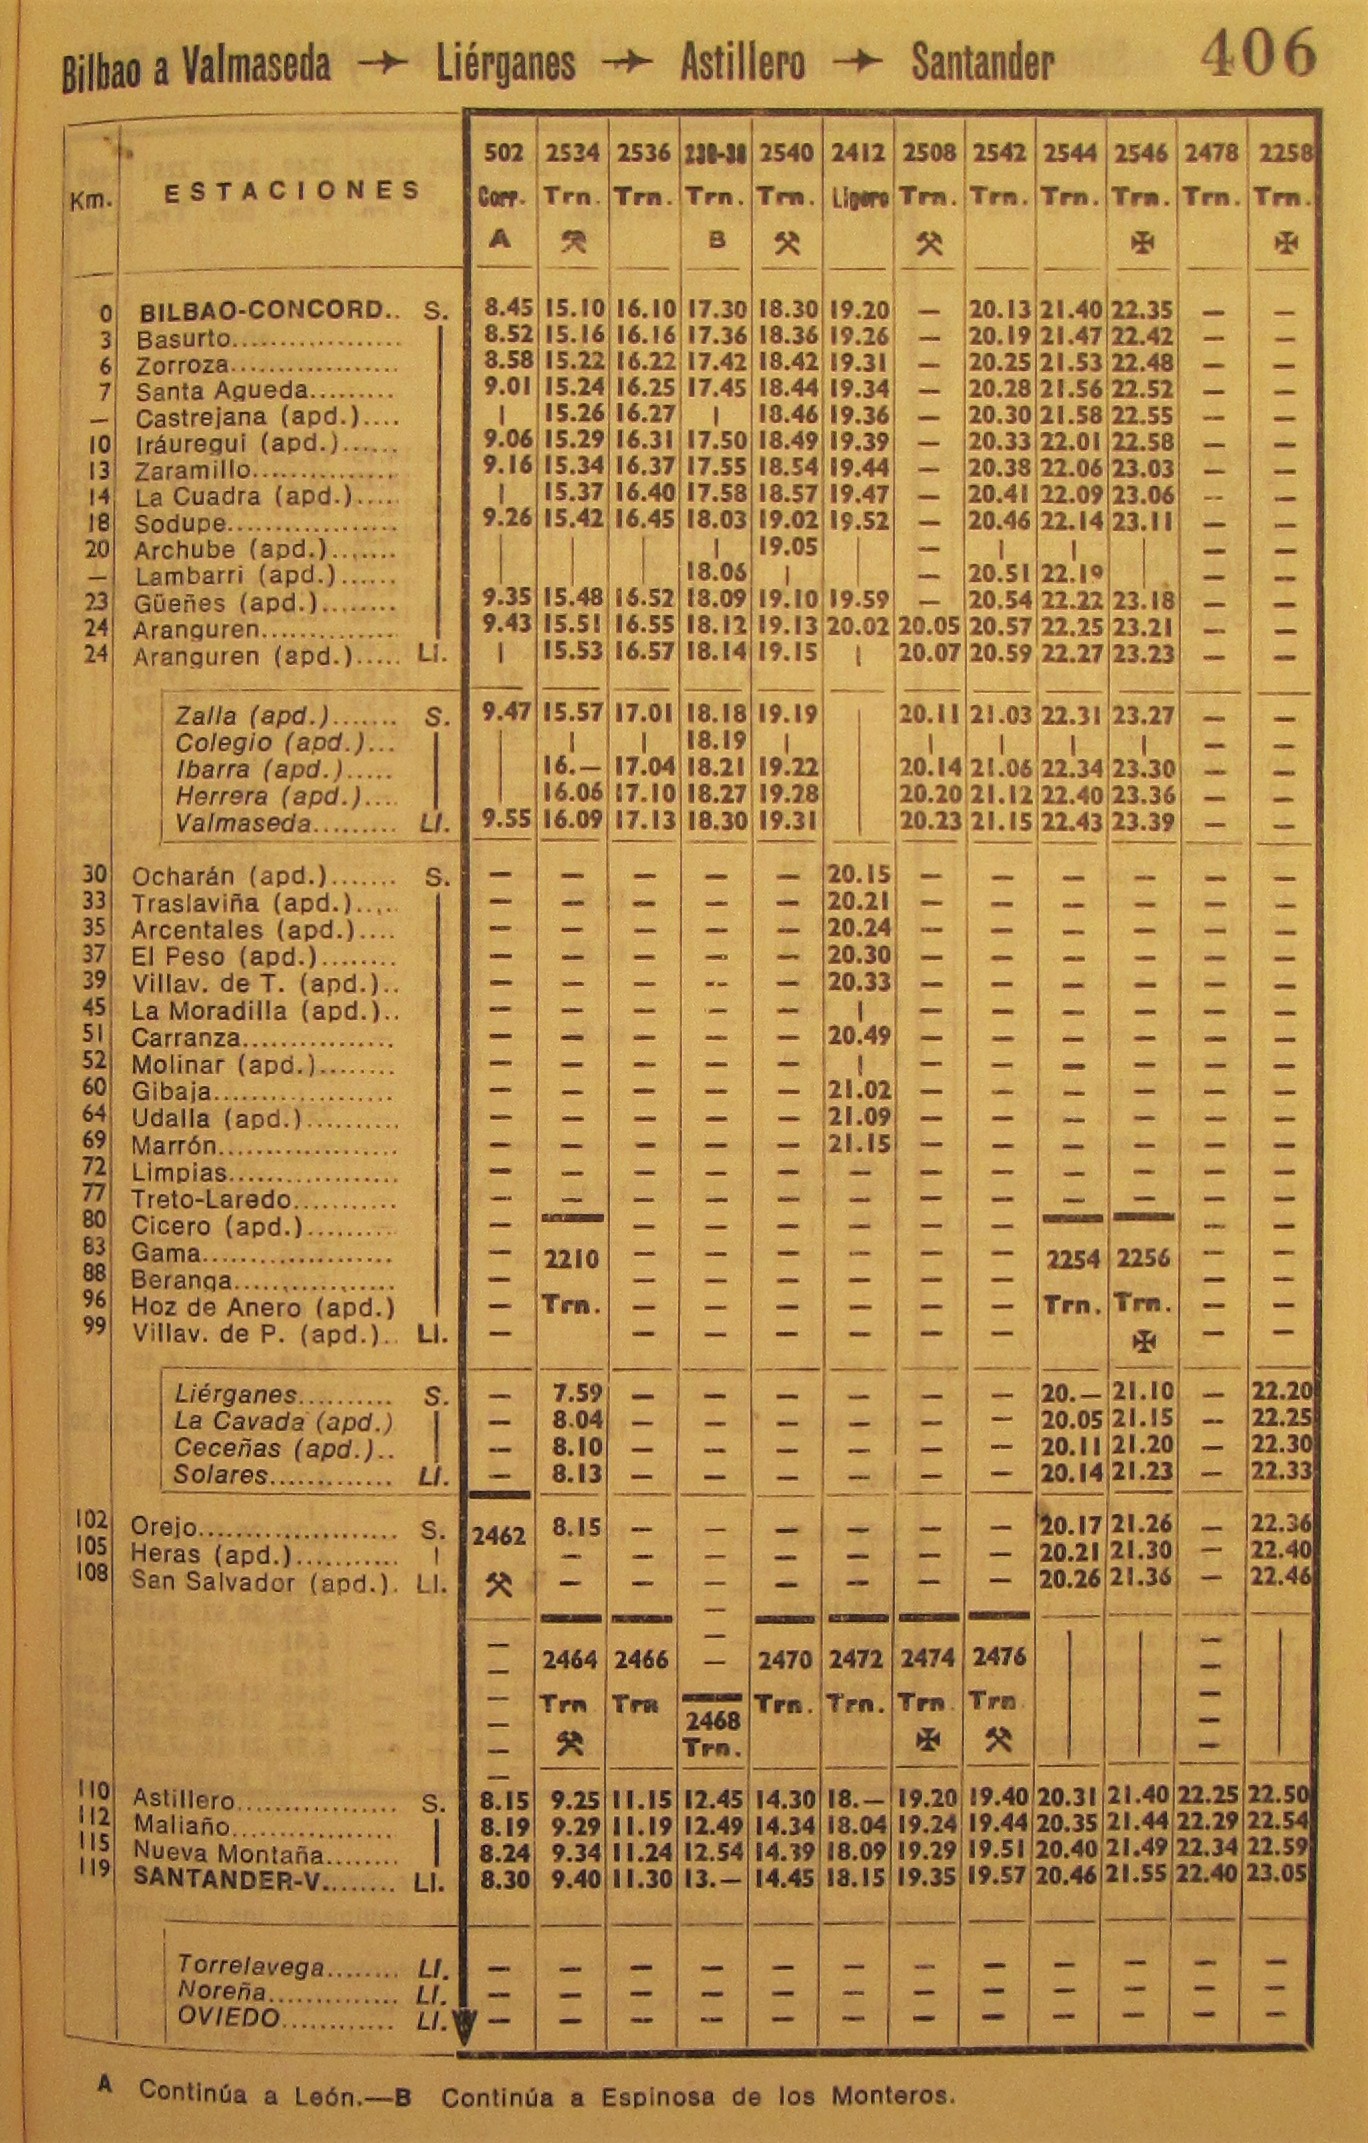 Bilbao a Valmaseda → Liérganes → Astillero → Santander 406
Km. ESTACIONES 502 2534 2536 230-38 2540 2412 2508 2542 2544 2546 2478 2258
Corr. Trn. Trn. Trn. Trn. Ligero Trn. Trn. Trn. Trn. Trn. Trn.
A ⚒ B ⚒ ⚒ ✠ ✠
0 BILBAO-CONCORD.. S. 8.45 15.10 16.10 17.30 18.30 19.20 — 20.13 21.40 22.35 — —
3 Basurto.................. 8.52 15.16 16.16 17.36 18.36 19.26 — 20.19 21.47 22.42 — —
6 Zorroza.................. 8.58 15.22 16.22 17.42 18.42 19.31 — 20.25 21.53 22.48 — —
7 Santa Agueda......... 9.01 15.24 16.25 17.45 18.44 19.34 — 20.28 21.56 22.52 — —
— Castrejana (apd.).... | 15.26 16.27 | 18.46 19.36 — 20.30 21.58 22.55 — —
10 Iráuregui (apd.)...... 9.06 15.29 16.31 17.50 18.49 19.39 — 20.33 22.01 22.58 — —
13 Zaramillo............... 9.16 15.34 16.37 17.55 18.54 19.44 — 20.38 22.06 23.03 — —
14 La Cuadra (apd.)..... | 15.37 16.40 17.58 18.57 19.47 — 20.41 22.09 23.06 — —
18 Sodupe.................. 9.26 15.42 16.45 18.03 19.02 19.52 — 20.46 22.14 23.11 — —
20 Archube (apd.)....... | | | | 19.05 | — | | | — —
— Lambarri (apd.)...... | | | 18.06 | | — 20.51 22.19 | — —
23 Güeñes (apd.)........ 9.35 15.48 16.52 18.09 19.10 19.59 — 20.54 22.22 23.18 — —
24 Aranguren............... 9.43 15.51 16.55 18.12 19.13 20.02 20.05 20.57 22.25 23.21 — —
24 Aranguren (apd.)..... Ll. | 15.53 16.57 18.14 19.15 | 20.07 20.59 22.27 23.23 — —
Zalla (apd.)....... S. 9.47 15.57 17.01 18.18 19.19 | 20.11 21.03 22.31 23.27 — —
Colegio (apd.)... | | | 18.19 | | | | | | — —
Ibarra (apd.)..... | 16.— 17.04 18.21 19.22 | 20.14 21.06 22.34 23.30 — —
Herrera (apd.).... | 16.06 17.10 18.27 19.28 | 20.20 21.12 22.40 23.36 — —
Valmaseda......... Ll. 9.55 16.09 17.13 18.30 19.31 | 20.23 21.15 22.43 23.39 — —
30 Ocharán (apd.)....... S. — — — — — 20.15 — — — — — —
33 Traslaviña (apd.)..... — — — — — 20.21 — — — — — —
35 Arcentales (apd.).... — — — — — 20.24 — — — — — —
37 El Peso (apd.)........ — — — — — 20.30 — — — — — —
39 Villav. de T. (apd.).. — — — — — 20.33 — — — — — —
45 La Moradilla (apd.).. — — — — — | — — — — — —
51 Carranza................ — — — — — 20.49 — — — — — —
52 Molinar (apd.)........ — — — — — | — — — — — —
60 Gibaja.................... — — — — — 21.02 — — — — — —
64 Udalla (apd.).......... — — — — — 21.09 — — — — — —
69 Marrón................... — — — — — 21.15 — — — — — —
72 Limpias.................. — — — — — — — — — — — —
77 Treto-Laredo........... — — — — — — — — — — — —
80 Cicero (apd.).......... — — — — — — — — —
83 Gama..................... — 2210 — — — — — — 2254 2256 — —
88 Beranga................. — — — — — — — — —
96 Hoz de Anero (apd.) — Trn. — — — — — — Trn. Trn. — —
99 Villav. de P. (apd.).. Ll. — — — — — — — ✠ — —
Liérganes.......... S. — 7.59 — — — — — — 20.— 21.10 — 22.20
La Cavada (apd.) — 8.04 — — — — — — 20.05 21.15 — 22.25
Ceceñas (apd.).. — 8.10 — — — — — — 20.11 21.20 — 22.30
Solares............. Ll. — 8.13 — — — — — — 20.14 21.23 — 22.33
102 Orejo..................... S. 2462 8.15 — — — — — — 20.17 21.26 — 22.36
105 Heras (apd.)............ — — — — — — — 20.21 21.30 — 22.40
108 San Salvador (apd.). Ll. ⚒ — — — — — — — 20.26 21.36 — 22.46
2464 2466 — 2470 2472 2474 2476
Trn Trn Trn. Trn. Trn. Trn.
2468
⚒ Trn. ✠ ⚒
110 Astillero................. S. 8.15 9.25 11.15 12.45 14.30 18.— 19.20 19.40 20.31 21.40 22.25 22.50
112 Maliaño.................. 8.19 9.29 11.19 12.49 14.34 18.04 19.24 19.44 20.35 21.44 22.29 22.54
115 Nueva Montaña........ 8.24 9.34 11.24 12.54 14.39 18.09 19.29 19.51 20.40 21.49 22.34 22.59
119 SANTANDER-V........ Ll. 8.30 9.40 11.30 13.— 14.45 18.15 19.35 19.57 20.46 21.55 22.40 23.05
Torrelavega........ Ll. — — — — — — — — — — — —
Noreña.............. Ll. — — — — — — — — — — — —
OVIEDO............ Ll. — — — — — — — — — — — —
A Continúa a León.—B Continúa a Espinosa de los Monteros.